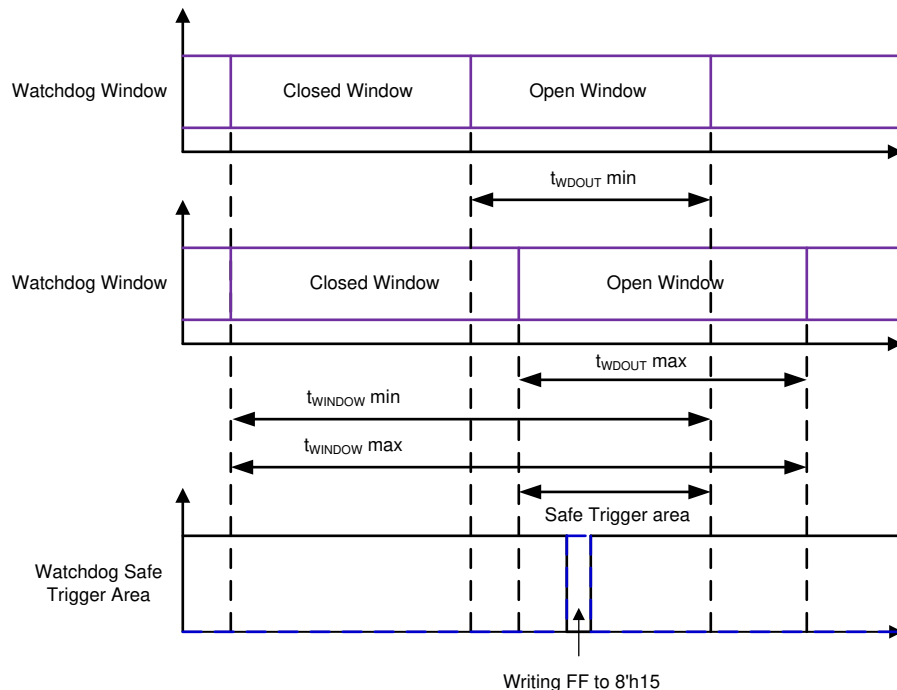 Watchdog Window
Closed Window
Open Window
tWDOUT min
Watchdog Window
Closed Window
Open Window
tWDOUT max
tWINDOW min
tWINDOW max
Safe Trigger area
Watchdog Safe
Trigger Area
Writing FF to 8'h15